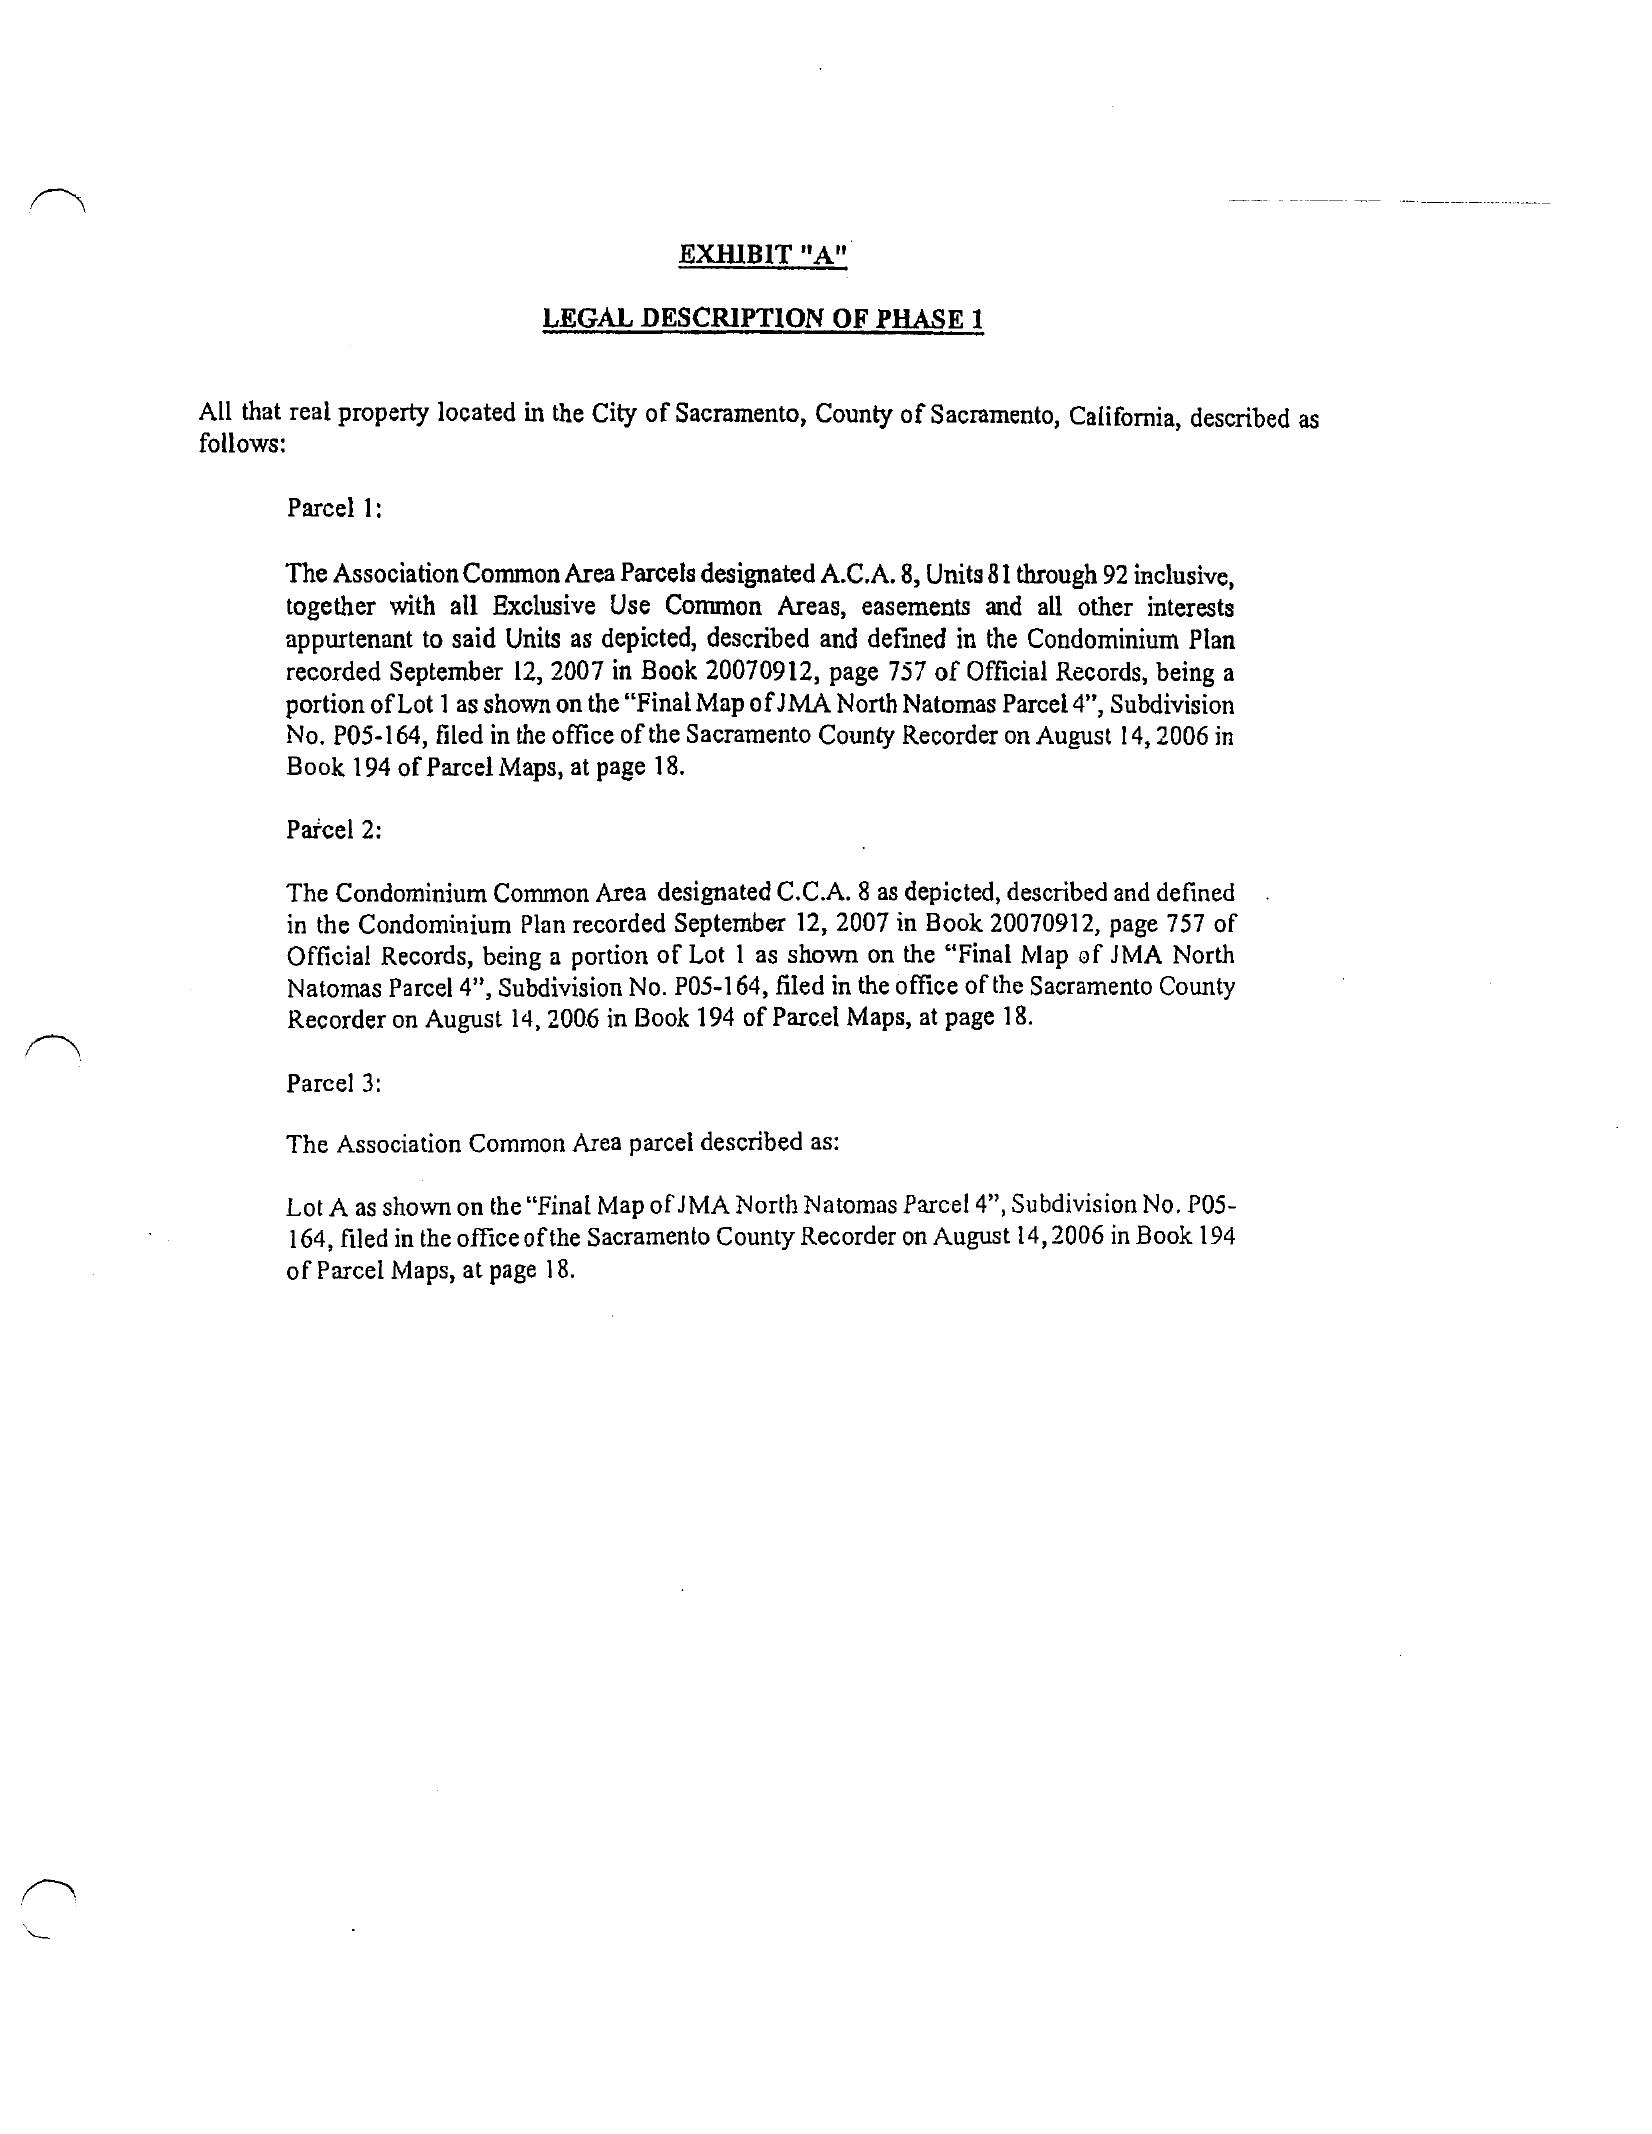 EXHIBIT "A"
LEGAL DESCRIPTION OF PHASE 1
All that real property located in the City of Sacramento, County of Sacramento, California, described as
follows:
Parcel 1:
The Association Common Area Parcels designated A.C.A. 8, Units 81 through 92 inclusive,
together with all Exclusive Use Common Areas, easements and all other interests
appurtenant to said Units as depicted, described and defined in the Condominium Plan
recorded September 12, 2007 in Book 20070912, page 757 of Official Records, being a
portion of Lot 1 as shown on the “Final Map of JMA North Natomas Parcel 4”, Subdivision
No. P05-164, filed in the office of the Sacramento County Recorder on August 14, 2006 in
Book 194 of Parcel Maps, at page 18.
Parcel 2:
The Condominium Common Area designated C.C.A. 8 as depicted, described and defined
in the Condominium Plan recorded September 12, 2007 in Book 20070912, page 757 of
Official Records, being a portion of Lot 1 as shown on the “Final Map of JMA North
Natomas Parcel 4”, Subdivision No. P05-164, filed in the office of the Sacramento County
Recorder on August 14, 2006 in Book 194 of Parcel Maps, at page 18.
Parcel 3:
The Association Common Area parcel described as:
Lot A as shown on the “Final Map of JMA North Natomas Parcel 4”, Subdivision No. P05-
164, filed in the office of the Sacramento County Recorder on August 14, 2006 in Book 194
of Parcel Maps, at page 18.